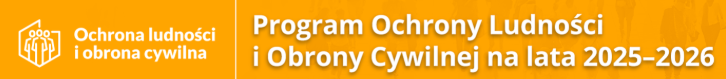 Ochrona ludności
i obrona cywilna
Program Ochrony Ludności
i Obrony Cywilnej na lata 2025–2026